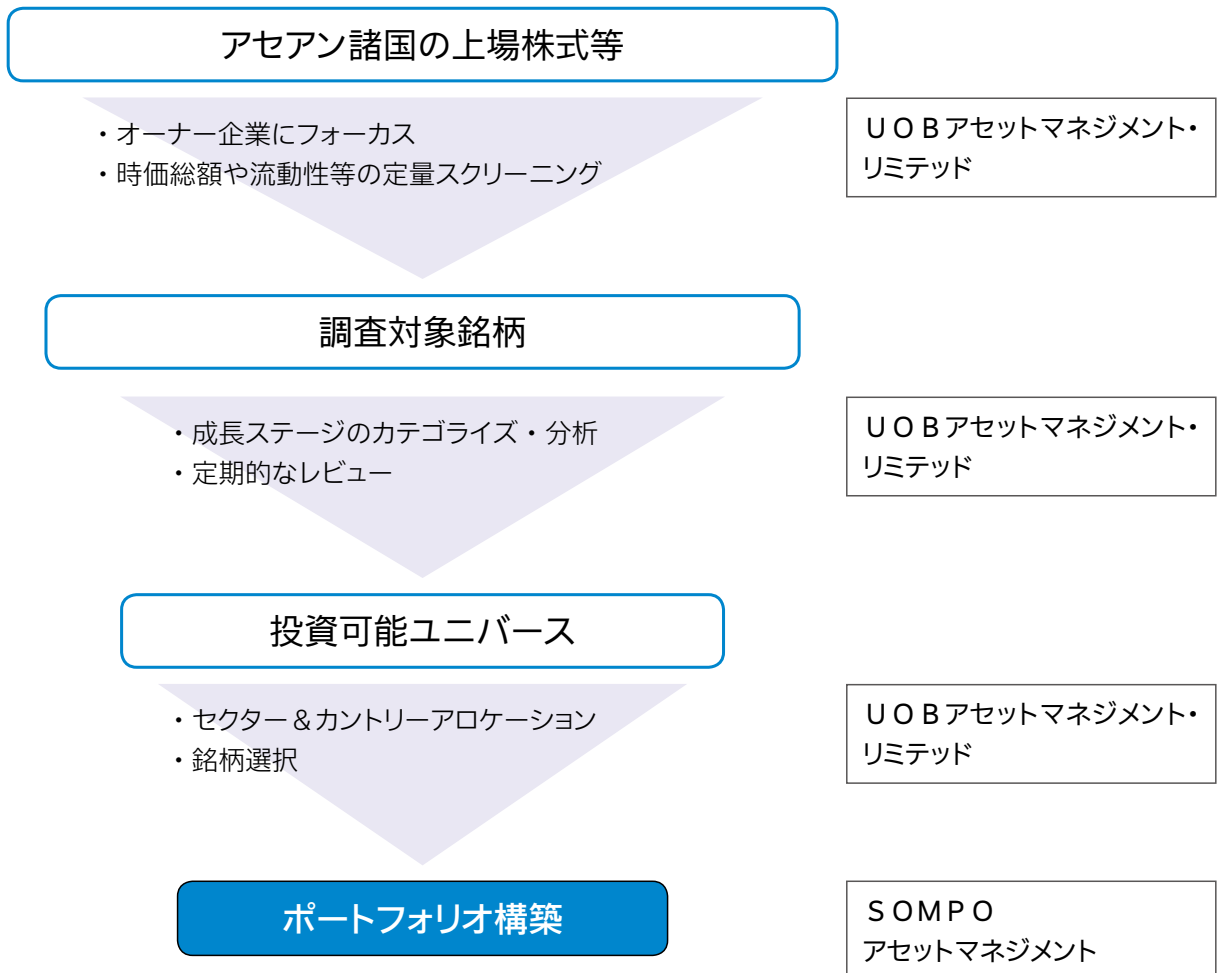 アセアン諸国の上場株式等
・オーナー企業にフォーカス
・時価総額や流動性等の定量スクリーニング
ＵＯＢアセットマネジメント・
リミテッド
調査対象銘柄
・成長ステージのカテゴライズ・分析
・定期的なレビュー
ＵＯＢアセットマネジメント・
リミテッド
投資可能ユニバース
・セクター＆カントリーアロケーション
・銘柄選択
ＵＯＢアセットマネジメント・
リミテッド
ポートフォリオ構築
ＳＯＭＰＯ
アセットマネジメント